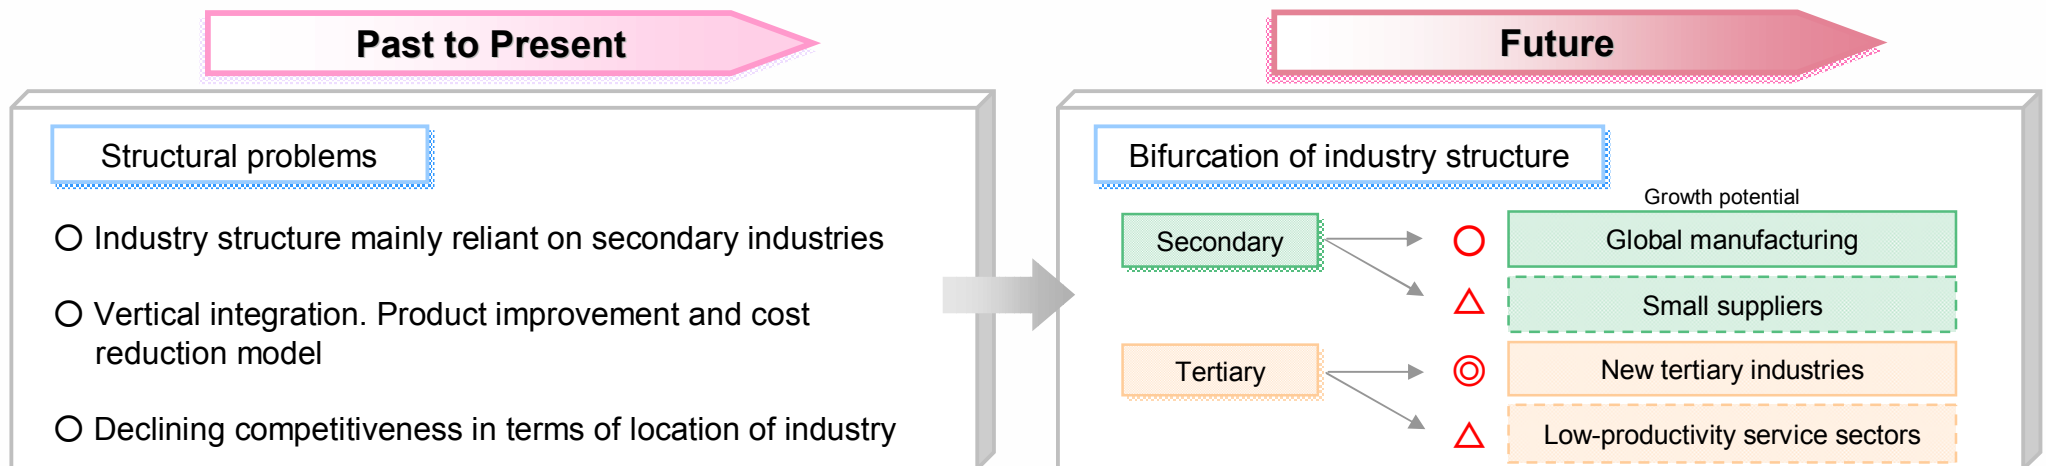 Past to Present
Structural problems
○ Industry structure mainly reliant on secondary industries
○ Vertical integration. Product improvement and cost
reduction model
○ Declining competitiveness in terms of location of industry
Future
Bifurcation of industry structure
Growth potential
Secondary
○ Global manufacturing
△ Small suppliers
Tertiary
◎ New tertiary industries
△ Low-productivity service sectors